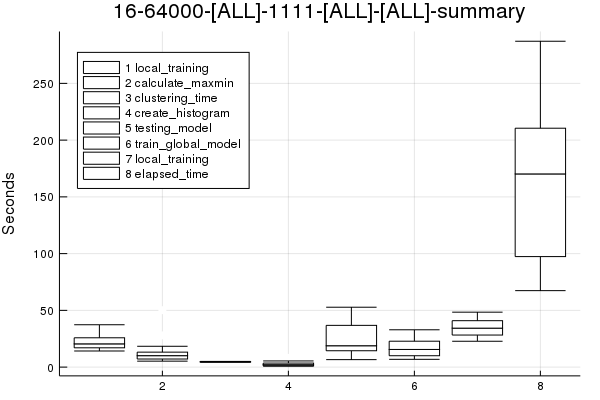 16-64000-[ALL]-1111-[ALL]-[ALL]-summary
1 local_training
2 calculate_maxmin
3 clustering_time
4 create_histogram
5 testing_model
6 train_global_model
7 local_training
8 elapsed_time
Seconds
250
200
150
100
50
0
2
4
6
8